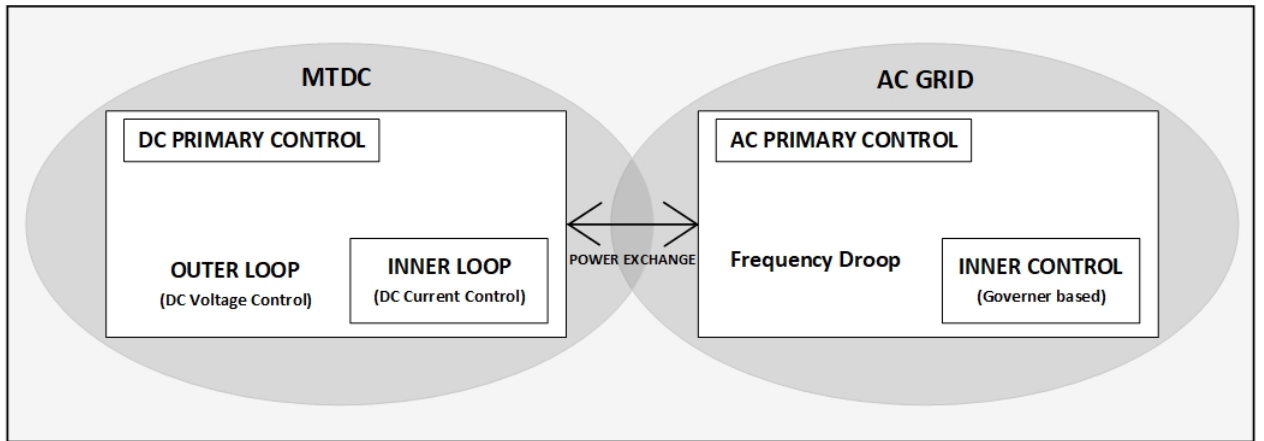 MTDC
DC PRIMARY CONTROL
OUTER LOOP
(DC Voltage Control)
INNER LOOP
(DC Current Control)
POWER EXCHANGE
AC GRID
AC PRIMARY CONTROL
Frequency Droop
INNER CONTROL
(Governer based)